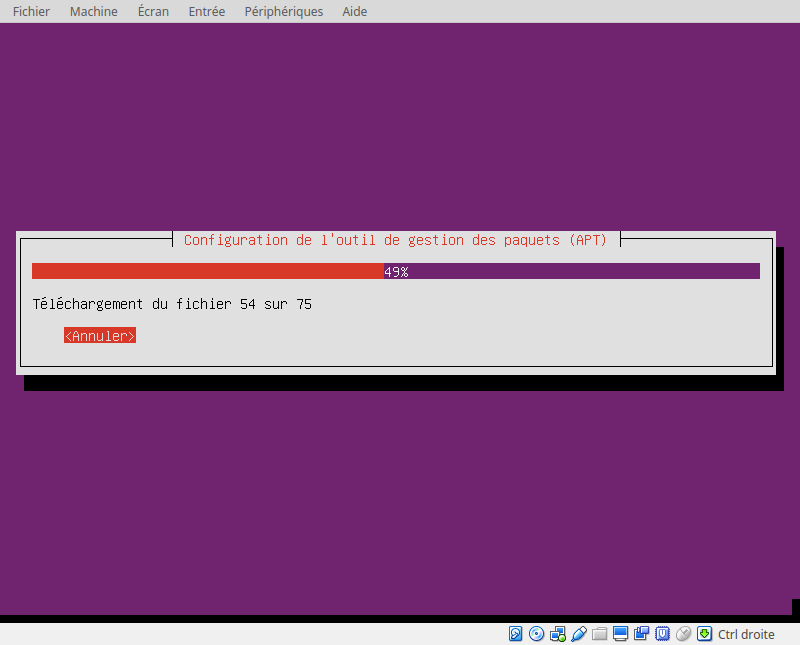 Fichier Machine Écran Entrée Périphériques Aide
Configuration de l'outil de gestion des paquets (APT)
49%
Téléchargement du fichier 54 sur 75
<Annuler>
Ctrl droite